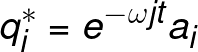 q_i^* = e^{-ωjt} a_i